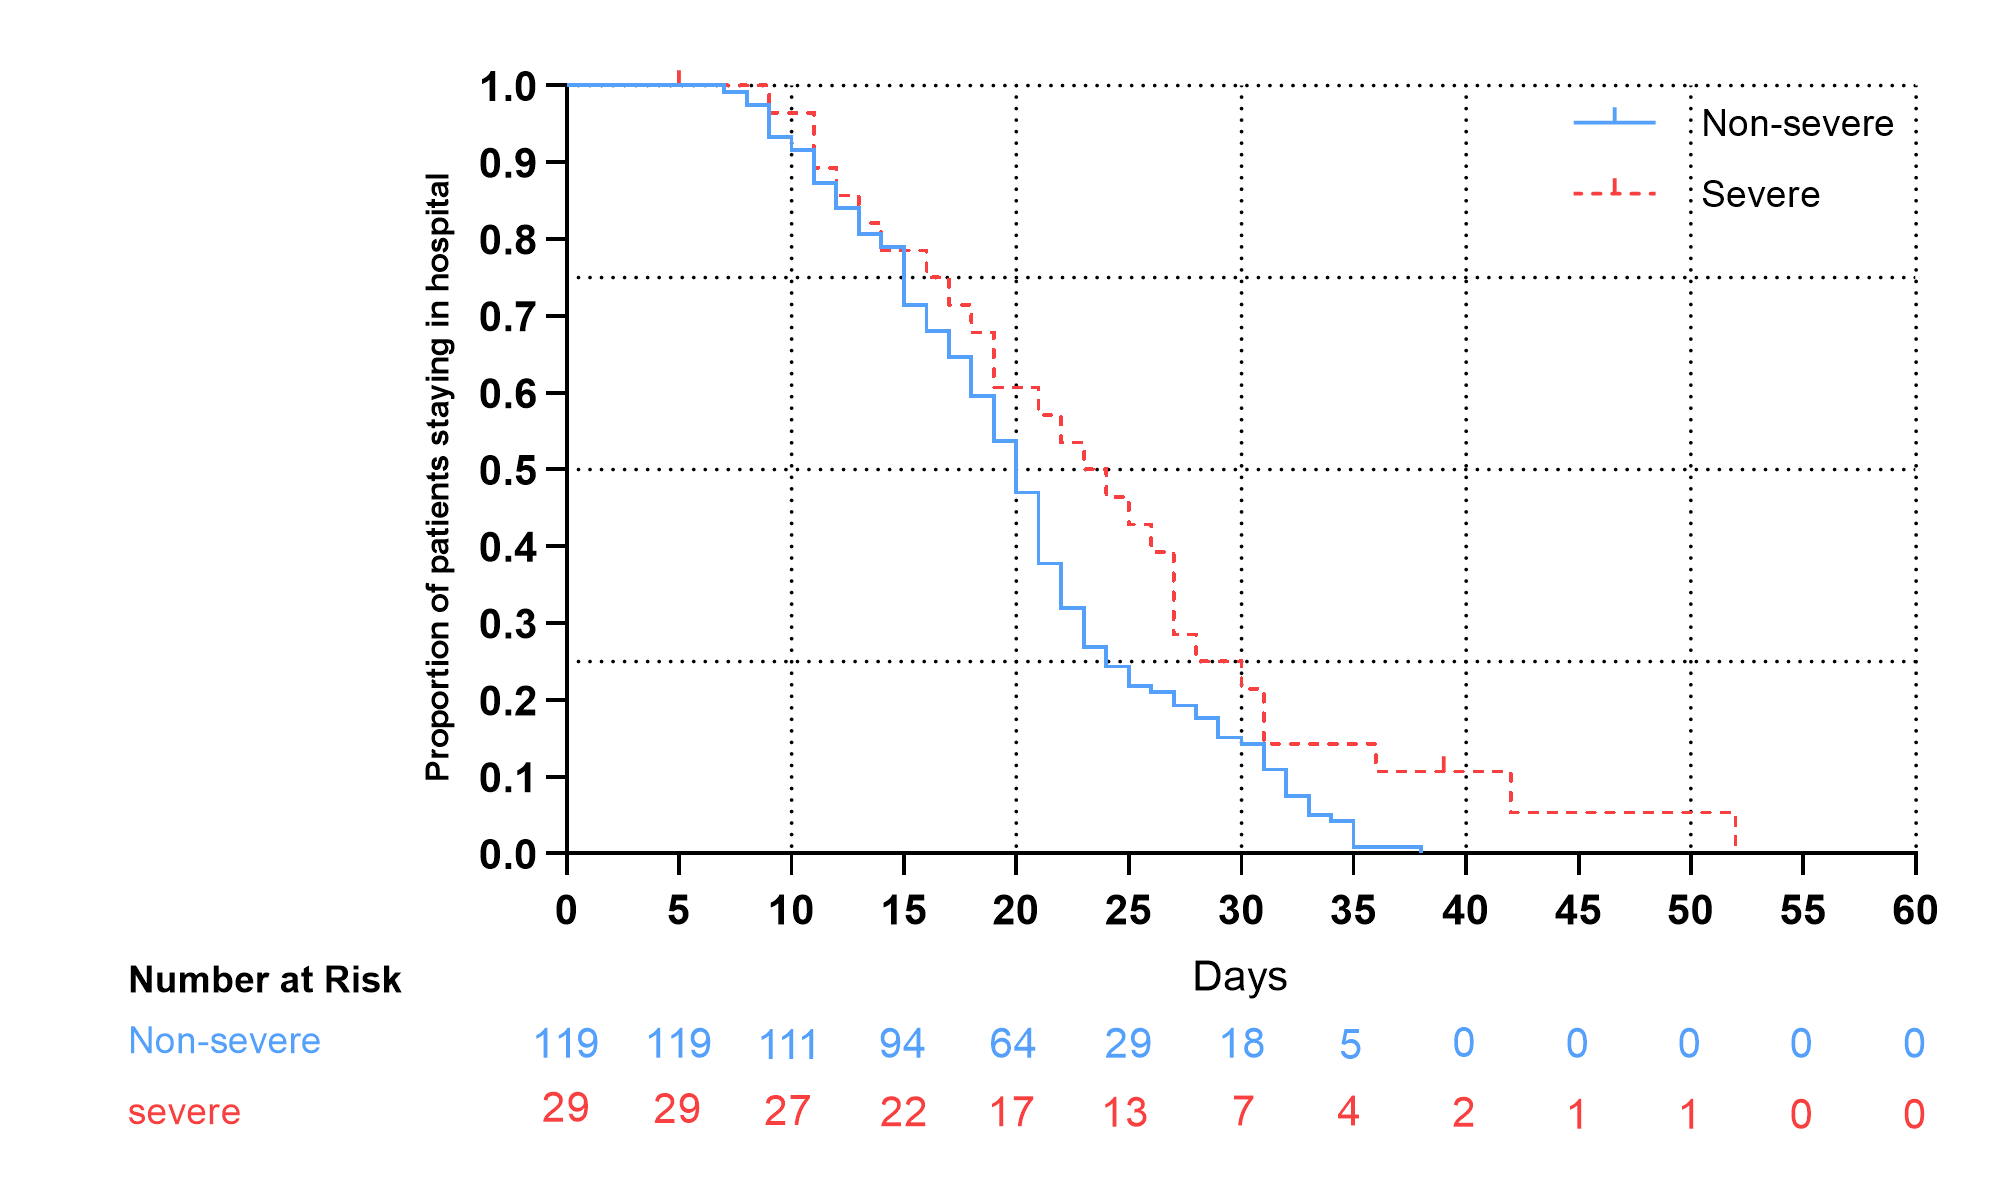 Proportion of patients staying in hospital
1.0
0.9
0.8
0.7
0.6
0.5
0.4
0.3
0.2
0.1
0.0
Non-severe
Severe
0 5 10 15 20 25 30 35 40 45 50 55 60
Days
Number at Risk
Non-severe 119 119 111 94 64 29 18 5 0 0 0 0 0
severe 29 29 27 22 17 13 7 4 2 1 1 0 0